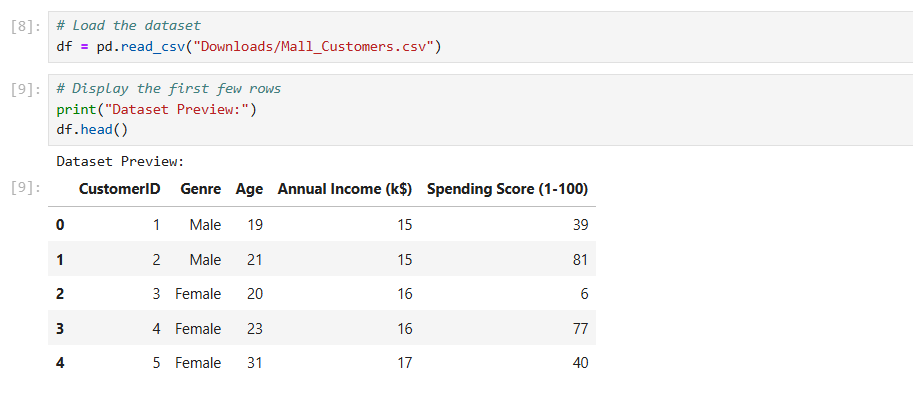 [8]: # Load the dataset
df = pd.read_csv("Downloads/Mall_Customers.csv")
[9]: # Display the first few rows
print("Dataset Preview:")
df.head()
Dataset Preview:
[9]: CustomerID Genre Age Annual Income (k$) Spending Score (1-100)
0 1 Male 19 15 39
1 2 Male 21 15 81
2 3 Female 20 16 6
3 4 Female 23 16 77
4 5 Female 31 17 40